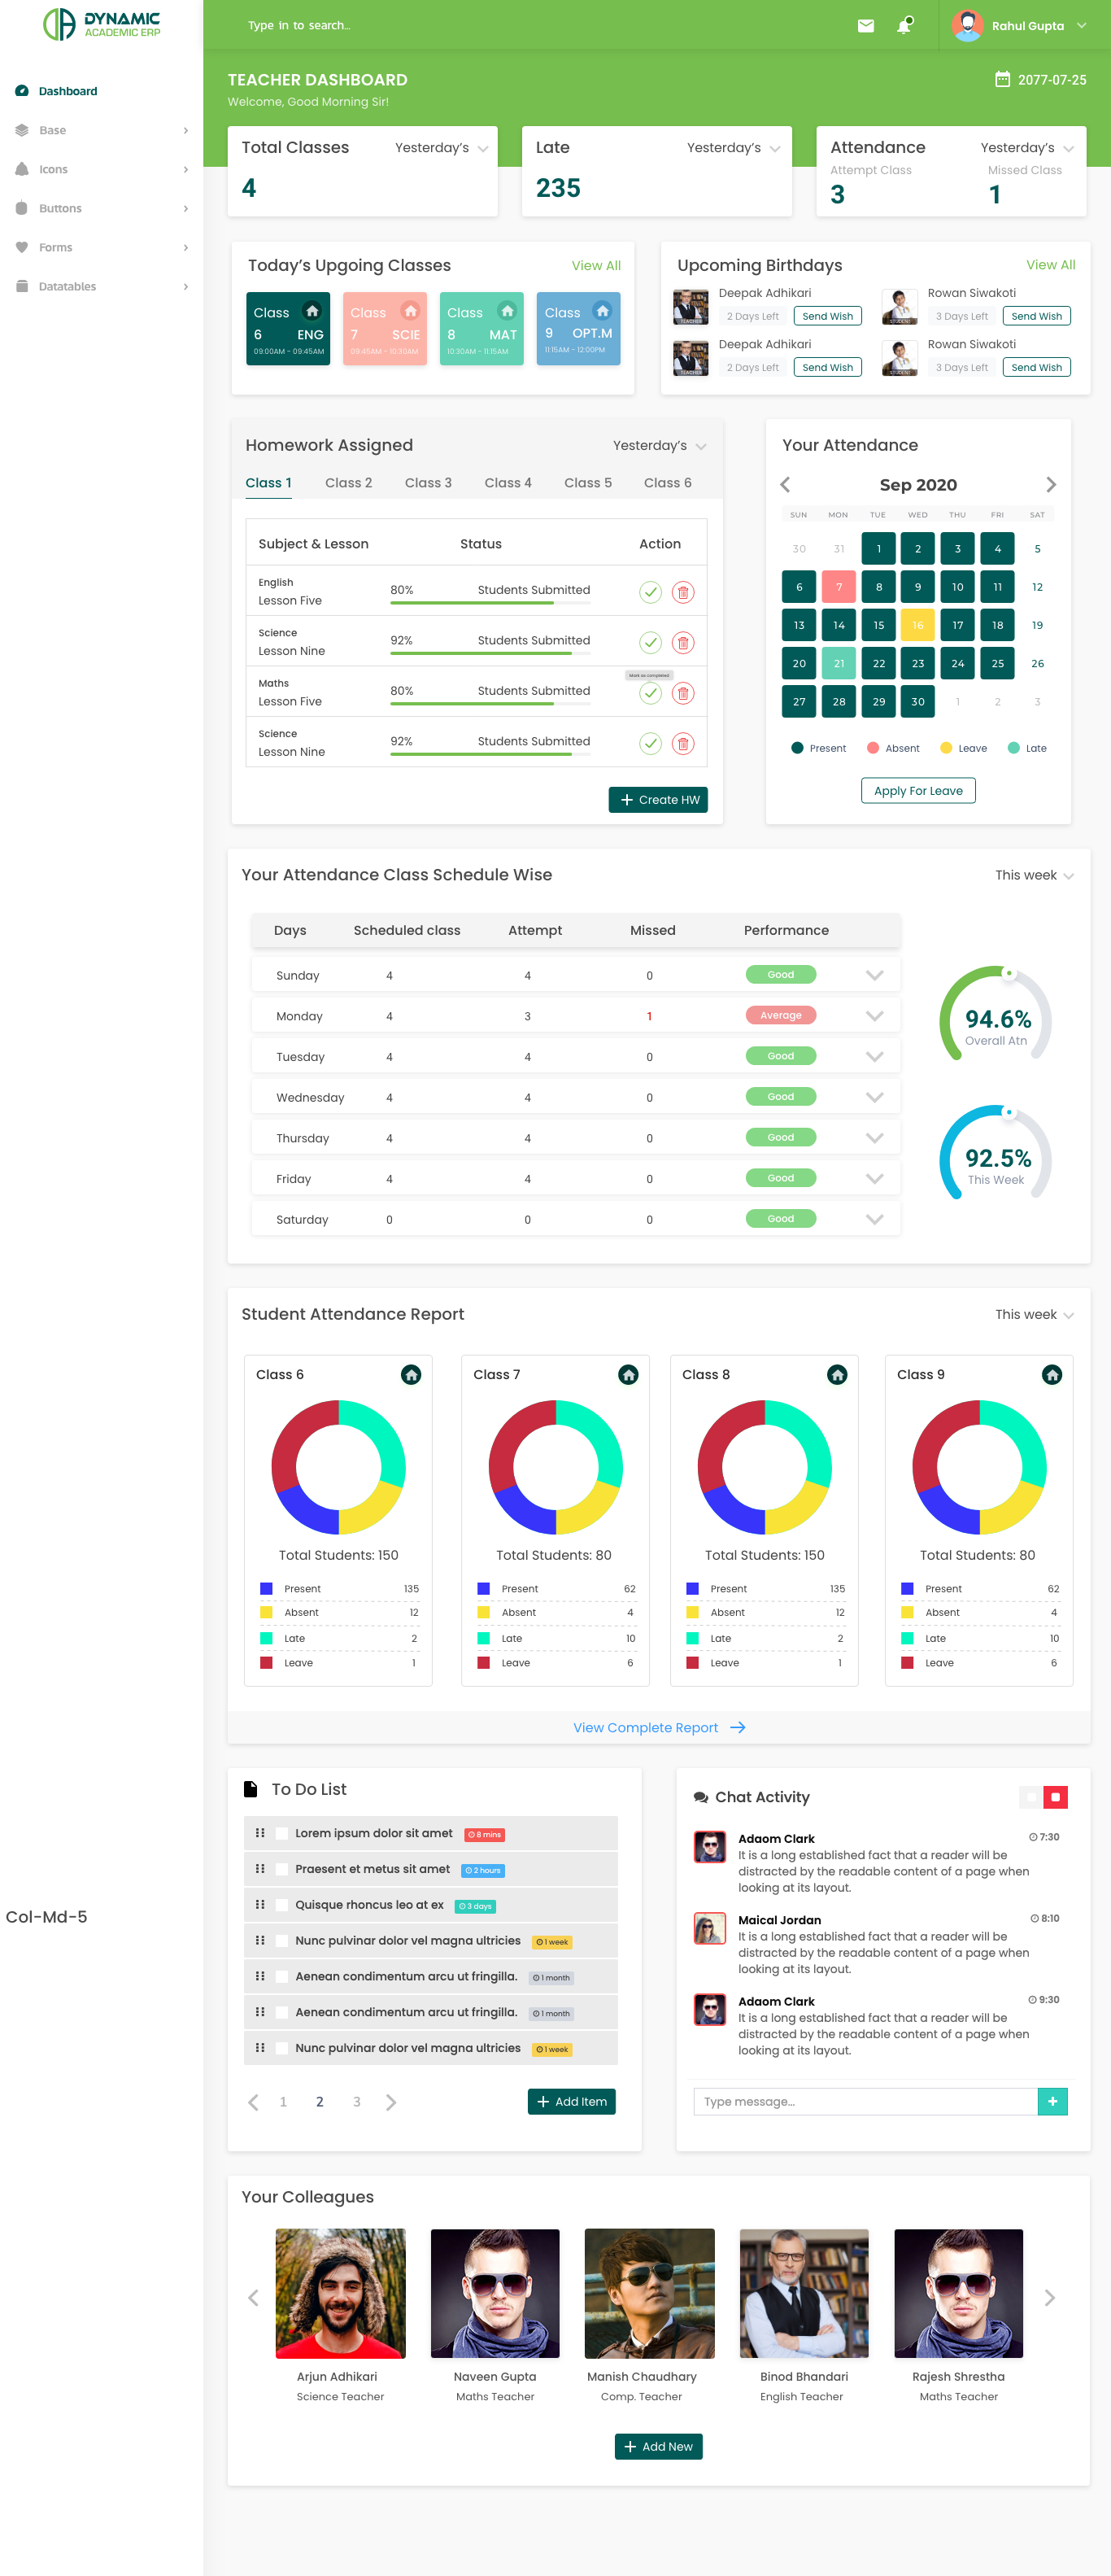 DYNAMIC
ACADEMIC ERP
Type in to search..
Rahul Gupta
Dashboard
Base
Icons
Buttons
Forms
Datatables
TEACHER DASHBOARD
Welcome, Good Morning Sir!
2077-07-25
Total Classes Yesterday's
4
Late Yesterday's
235
Attendance Yesterday's
Attempt Class Missed Class
3 1
Today's Upgoing Classes View All
Class
6 ENG
09:00AM - 09:45AM
Class
7 SCIE
09:45AM - 10:30AM
Class
8 MAT
10:30AM - 11:15AM
Class
9 OPT.M
11:15AM - 12:00PM
Upcoming Birthdays View All
Deepak Adhikari
TEACHER
2 Days Left Send Wish
Rowan Siwakoti
STUDENT
3 Days Left Send Wish
Deepak Adhikari
TEACHER
2 Days Left Send Wish
Rowan Siwakoti
STUDENT
3 Days Left Send Wish
Homework Assigned Yesterday's
Class 1 Class 2 Class 3 Class 4 Class 5 Class 6
Subject & Lesson Status Action
English
Lesson Five 80% Students Submitted
Science
Lesson Nine 92% Students Submitted
Mark as completed
Maths
Lesson Five 80% Students Submitted
Science
Lesson Nine 92% Students Submitted
Create HW
Your Attendance
Sep 2020
SUN MON TUE WED THU FRI SAT
30 31 1 2 3 4 5
6 7 8 9 10 11 12
13 14 15 16 17 18 19
20 21 22 23 24 25 26
27 28 29 30 1 2 3
Present Absent Leave Late
Apply For Leave
Your Attendance Class Schedule Wise This week
Days Scheduled class Attempt Missed Performance
Sunday 4 4 0 Good
Monday 4 3 1 Average
Tuesday 4 4 0 Good
Wednesday 4 4 0 Good
Thursday 4 4 0 Good
Friday 4 4 0 Good
Saturday 0 0 0 Good
94.6%
Overall Atn
92.5%
This Week
Student Attendance Report This week
Class 6
Total Students: 150
Present 135
Absent 12
Late 2
Leave 1
Class 7
Total Students: 80
Present 62
Absent 4
Late 10
Leave 6
Class 8
Total Students: 150
Present 135
Absent 12
Late 2
Leave 1
Class 9
Total Students: 80
Present 62
Absent 4
Late 10
Leave 6
View Complete Report
To Do List
Lorem ipsum dolor sit amet 8 mins
Praesent et metus sit amet 2 hours
Quisque rhoncus leo at ex 3 days
Nunc pulvinar dolor vel magna ultricies 1 week
Aenean condimentum arcu ut fringilla. 1 month
Aenean condimentum arcu ut fringilla. 1 month
Nunc pulvinar dolor vel magna ultricies 1 week
1 2 3
Add Item
Col-Md-5
Chat Activity
Adaom Clark 7:30
It is a long established fact that a reader will be
distracted by the readable content of a page when
looking at its layout.
Maical Jordan 8:10
It is a long established fact that a reader will be
distracted by the readable content of a page when
looking at its layout.
Adaom Clark 9:30
It is a long established fact that a reader will be
distracted by the readable content of a page when
looking at its layout.
Type message...
Your Colleagues
Arjun Adhikari
Science Teacher
Naveen Gupta
Maths Teacher
Manish Chaudhary
Comp. Teacher
Binod Bhandari
English Teacher
Rajesh Shrestha
Maths Teacher
Add New